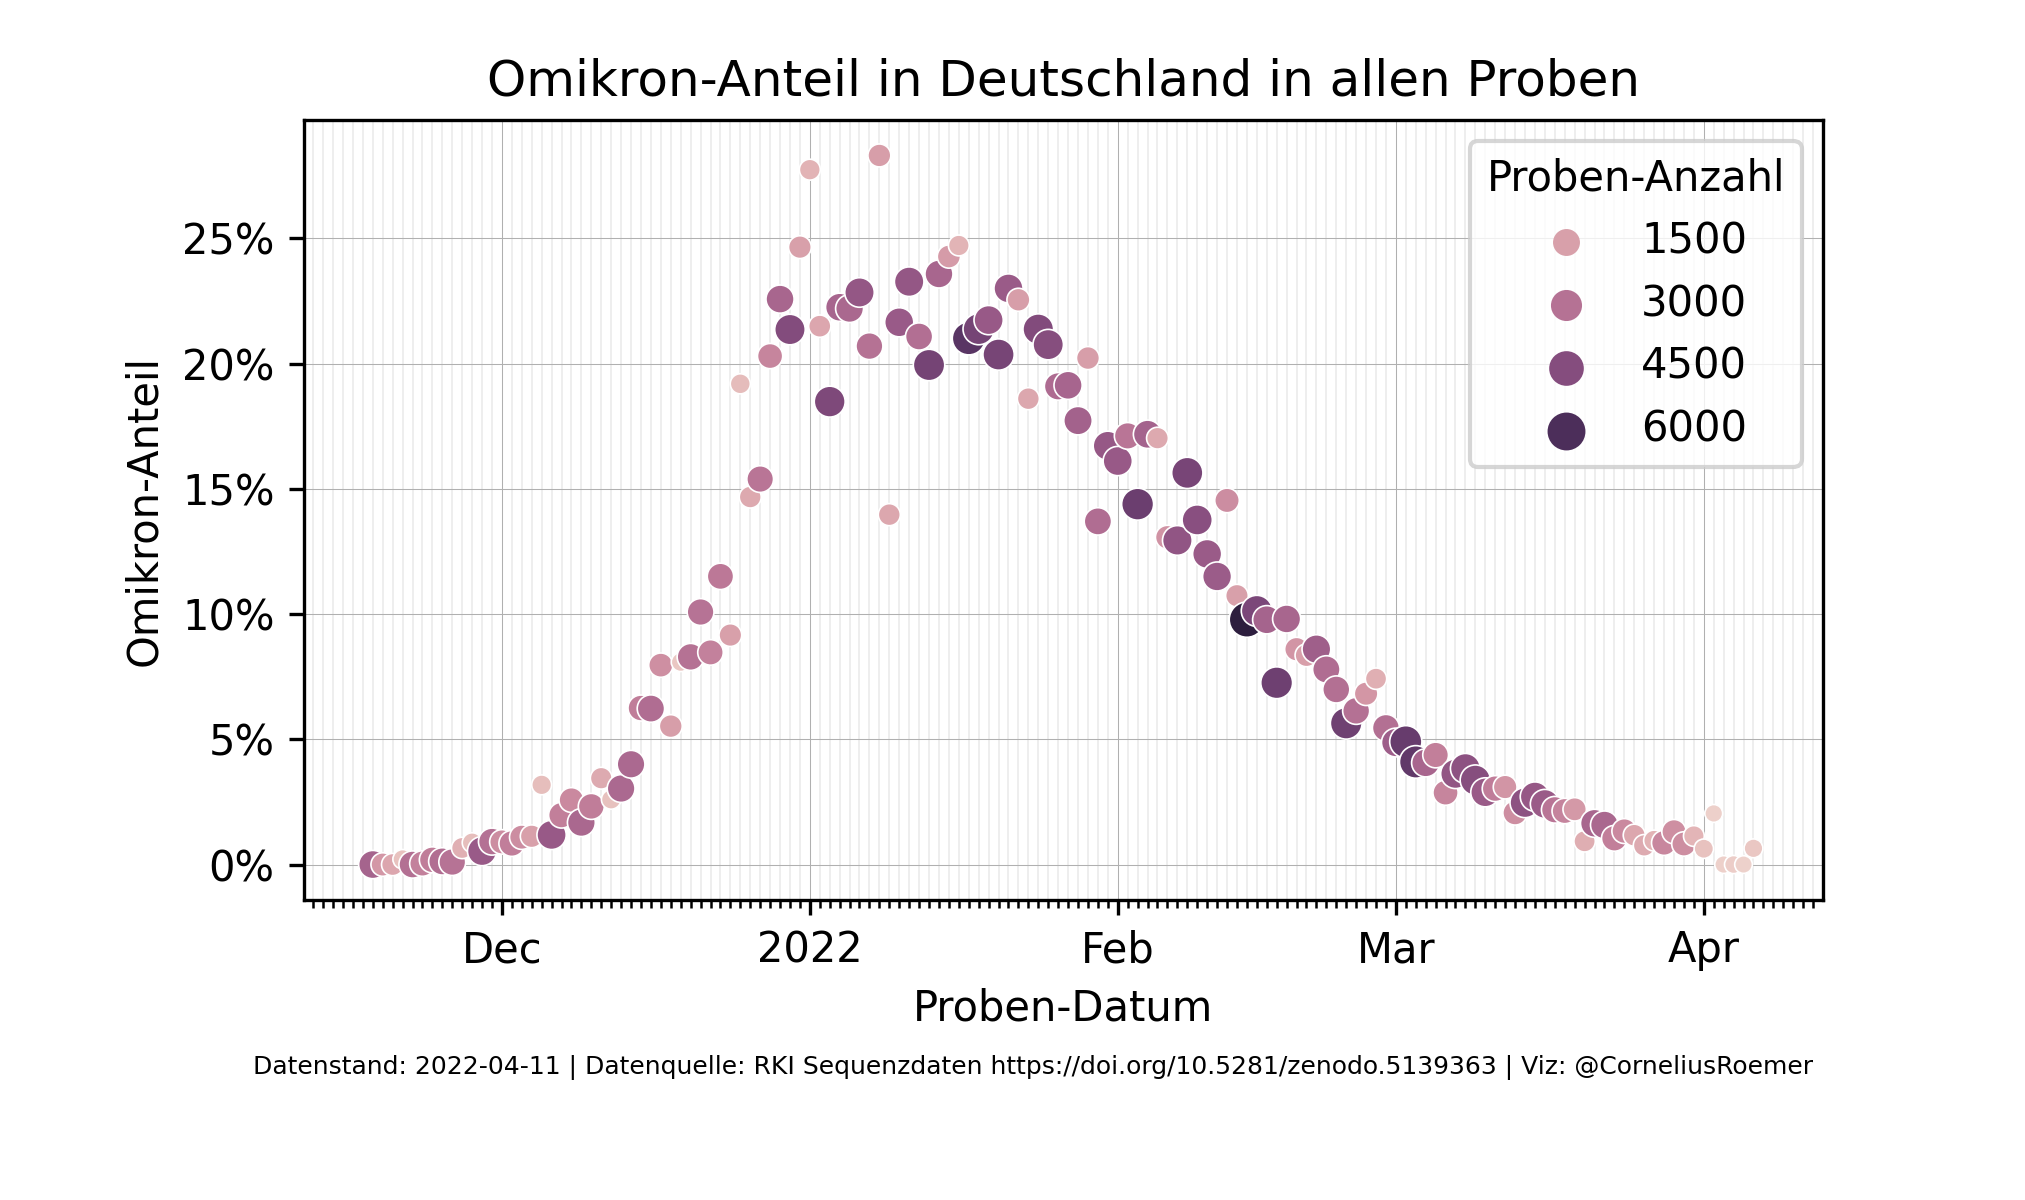 Omikron-Anteil in Deutschland in allen Proben
Proben-Anzahl
1500
3000
4500
6000
25%
20%
15%
10%
5%
0%
Omikron-Anteil
Dec 2022 Feb Mar Apr
Proben-Datum
Datenstand: 2022-04-11 | Datenquelle: RKI Sequenzdaten https://doi.org/10.5281/zenodo.5139363 | Viz: @CorneliusRoemer